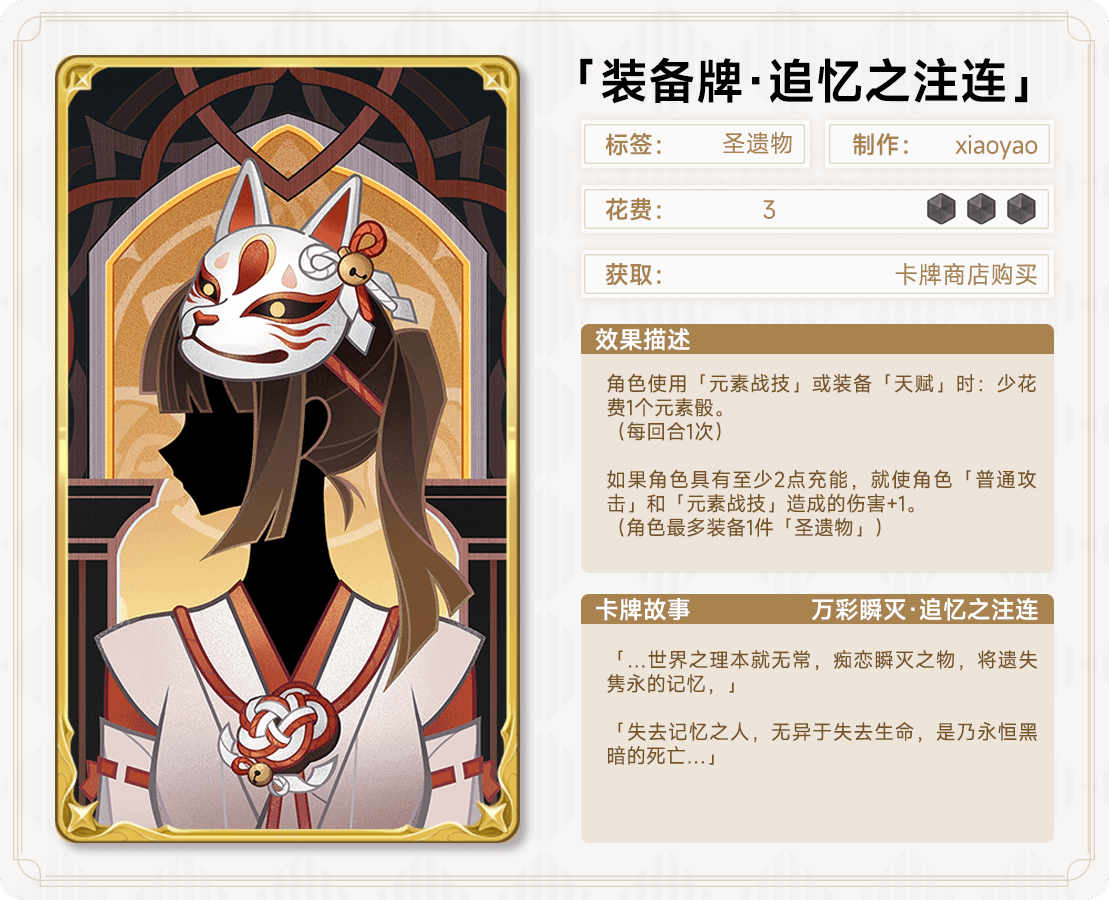 「装备牌·追忆之注连」
标签： 圣遗物 制作： xiaoyao
花费： 3
获取： 卡牌商店购买
效果描述
角色使用「元素战技」或装备「天赋」时：少花
费1个元素骰。
（每回合1次）
如果角色具有至少2点充能，就使角色「普通攻
击」和「元素战技」造成的伤害+1。
（角色最多装备1件「圣遗物」）
卡牌故事 万彩瞬灭·追忆之注连
「…世界之理本就无常，痴恋瞬灭之物，将遗失
隽永的记忆，」
「失去记忆之人，无异于失去生命，是乃永恒黑
暗的死亡…」